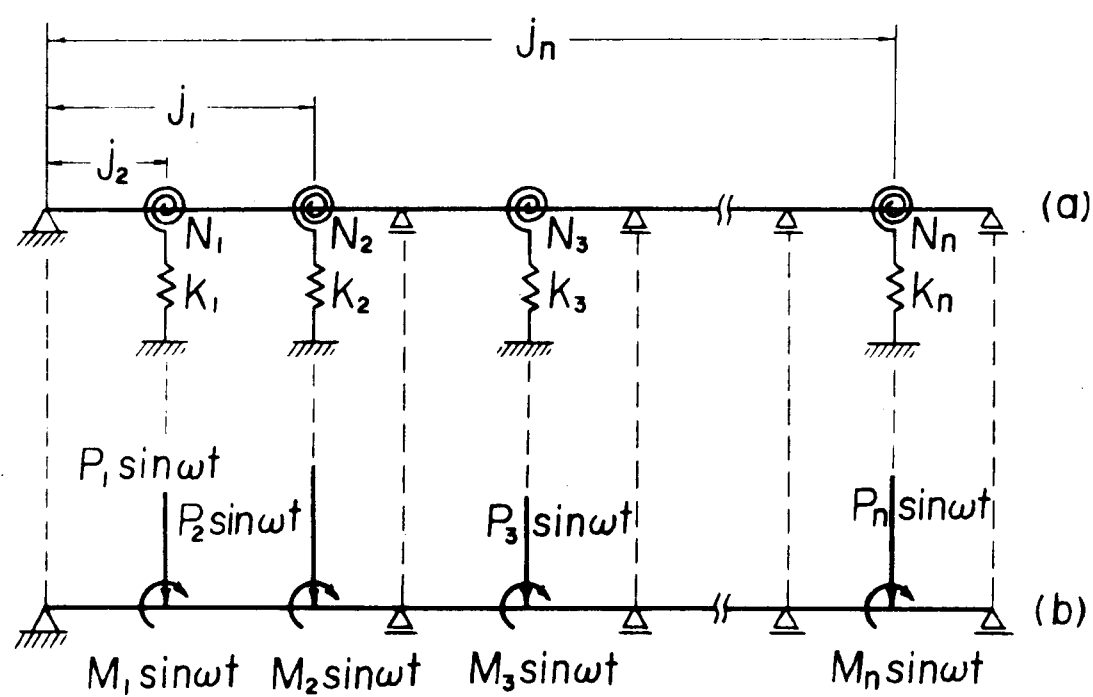 jn
j₁
j₂
(a)
N₁ N₂ N₃ Nn
K₁ K₂ K₃ Kn
P₁ sinωt
P₂ sinωt P₃ sinωt Pn sinωt
(b)
M₁ sinωt M₂ sinωt M₃ sinωt Mn sinωt